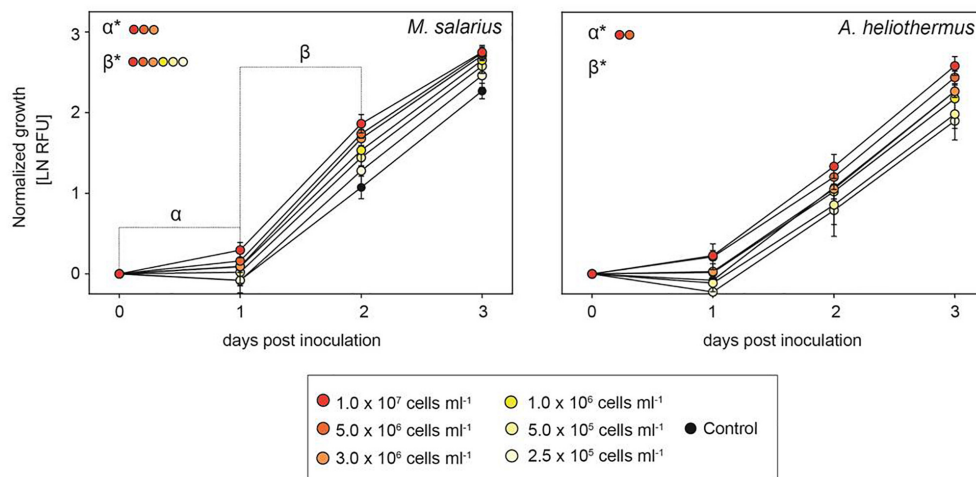 M. salarius
α*
β*
β
α
3
2
1
0
Normalized growth
[LN RFU]
0 1 2 3
days post inoculation
A. heliothermus
α*
β*
0 1 2 3
days post inoculation
1.0 x 10⁷ cells ml⁻¹
5.0 x 10⁶ cells ml⁻¹
3.0 x 10⁶ cells ml⁻¹
1.0 x 10⁶ cells ml⁻¹
5.0 x 10⁵ cells ml⁻¹
2.5 x 10⁵ cells ml⁻¹
Control